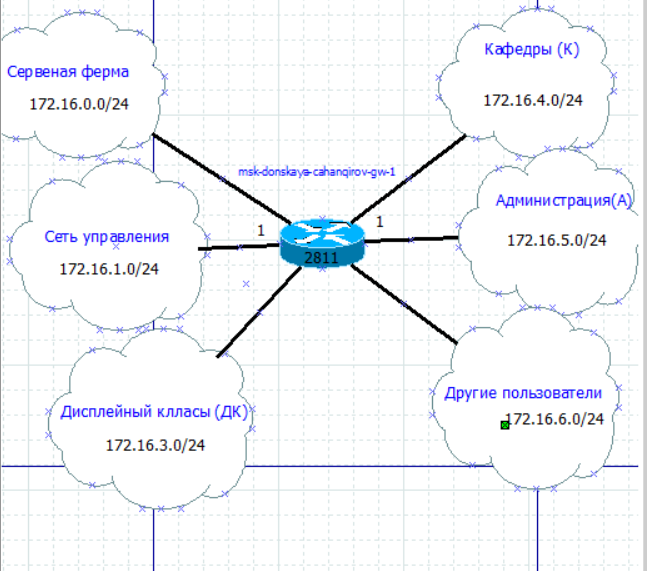 Сервеная ферма
172.16.0.0/24
Кафедры (К)
172.16.4.0/24
msk-donskaya-cahanqirov-gw-1
Сеть управления
172.16.1.0/24
1
1
2811
Администрация(А)
172.16.5.0/24
Дисплейный клласы (ДК)
172.16.3.0/24
Другие пользователи
172.16.6.0/24